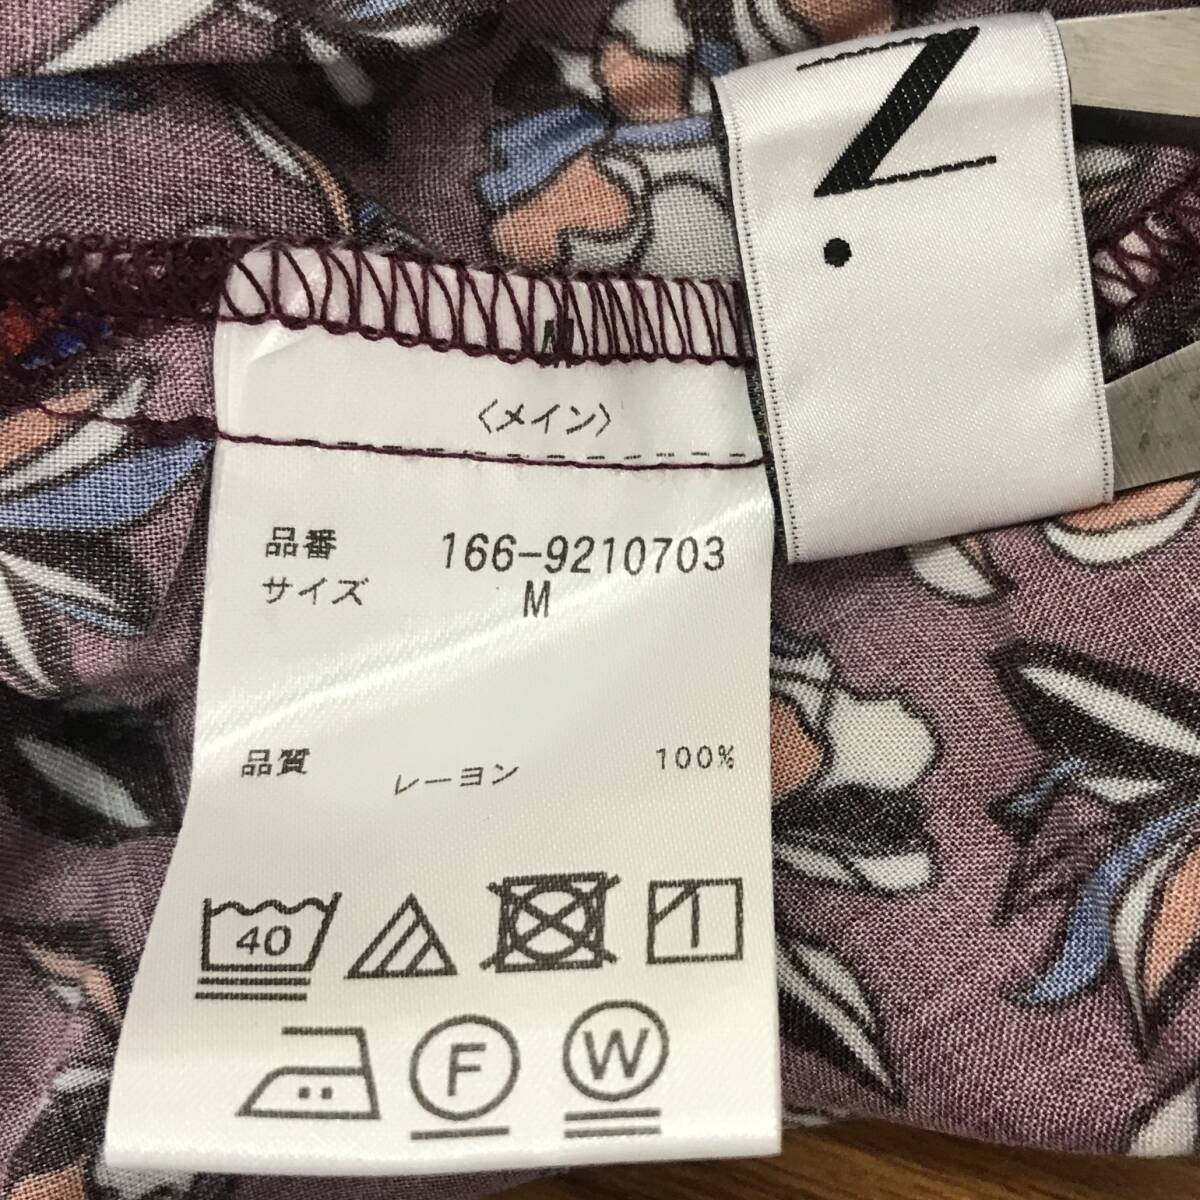 N.
M
〈メイン〉
品番 166-9210703
サイズ M
品質 レーヨン 100%
40
F
W